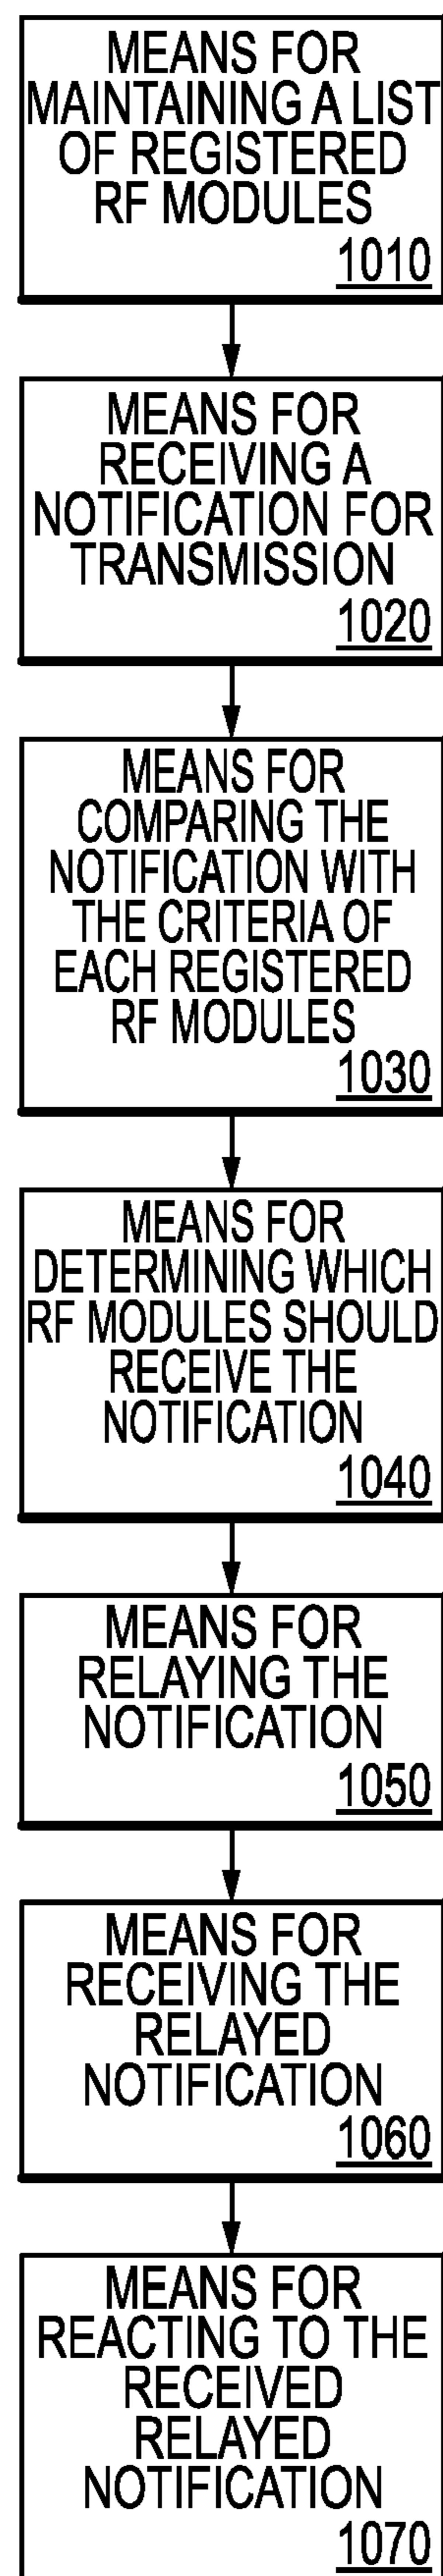 MEANS FOR
MAINTAINING A LIST
OF REGISTERED
RF MODULES
1010
MEANS FOR
RECEIVING A
NOTIFICATION FOR
TRANSMISSION
1020
MEANS FOR
COMPARING THE
NOTIFICATION WITH
THE CRITERIA OF
EACH REGISTERED
RF MODULES
1030
MEANS FOR
DETERMINING WHICH
RF MODULES SHOULD
RECEIVE THE
NOTIFICATION
1040
MEANS FOR
RELAYING THE
NOTIFICATION
1050
MEANS FOR
RECEIVING THE
RELAYED
NOTIFICATION
1060
MEANS FOR
REACTING TO THE
RECEIVED
RELAYED
NOTIFICATION
1070